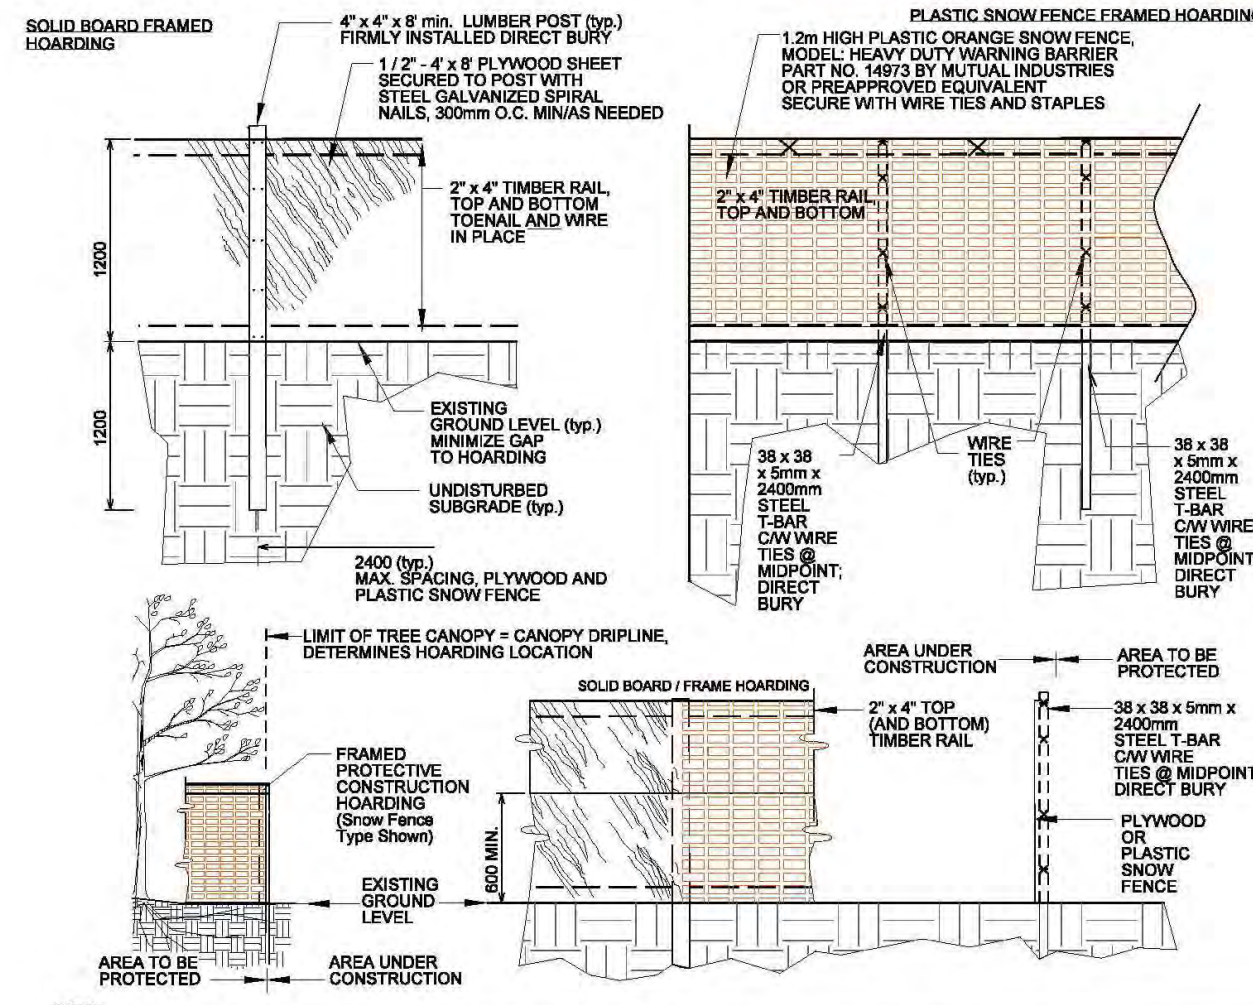 SOLID BOARD FRAMED
HOARDING
4" x 4" x 8' min. LUMBER POST (typ.)
FIRMLY INSTALLED DIRECT BURY
1 / 2" - 4' x 8' PLYWOOD SHEET
SECURED TO POST WITH
STEEL GALVANIZED SPIRAL
NAILS, 300mm O.C. MIN/AS NEEDED
2" x 4" TIMBER RAIL,
TOP AND BOTTOM
TOENAIL AND WIRE
IN PLACE
1200
1200
EXISTING
GROUND LEVEL (typ.)
MINIMIZE GAP
TO HOARDING
UNDISTURBED
SUBGRADE (typ.)
2400 (typ.)
MAX. SPACING, PLYWOOD AND
PLASTIC SNOW FENCE
PLASTIC SNOW FENCE FRAMED HOARDING
1.2m HIGH PLASTIC ORANGE SNOW FENCE,
MODEL: HEAVY DUTY WARNING BARRIER
PART NO. 14973 BY MUTUAL INDUSTRIES
OR PREAPPROVED EQUIVALENT
SECURE WITH WIRE TIES AND STAPLES
2" x 4" TIMBER RAIL,
TOP AND BOTTOM
38 x 38
x 5mm x
2400mm
STEEL
T-BAR
C/W WIRE
TIES @
MIDPOINT;
DIRECT
BURY
WIRE
TIES
(typ.)
38 x 38
x 5mm x
2400mm
STEEL
T-BAR
C/W WIRE
TIES @
MIDPOINT
DIRECT
BURY
LIMIT OF TREE CANOPY = CANOPY DRIPLINE,
DETERMINES HOARDING LOCATION
FRAMED
PROTECTIVE
CONSTRUCTION
HOARDING
(Snow Fence
Type Shown)
EXISTING
GROUND
LEVEL
AREA TO BE
PROTECTED
AREA UNDER
CONSTRUCTION
SOLID BOARD / FRAME HOARDING
600 MIN.
2" x 4" TOP
(AND BOTTOM)
TIMBER RAIL
AREA UNDER
CONSTRUCTION
AREA TO BE
PROTECTED
38 x 38 x 5mm x
2400mm
STEEL T-BAR
C/W WIRE
TIES @ MIDPOINT
DIRECT BURY
PLYWOOD
OR
PLASTIC
SNOW
FENCE